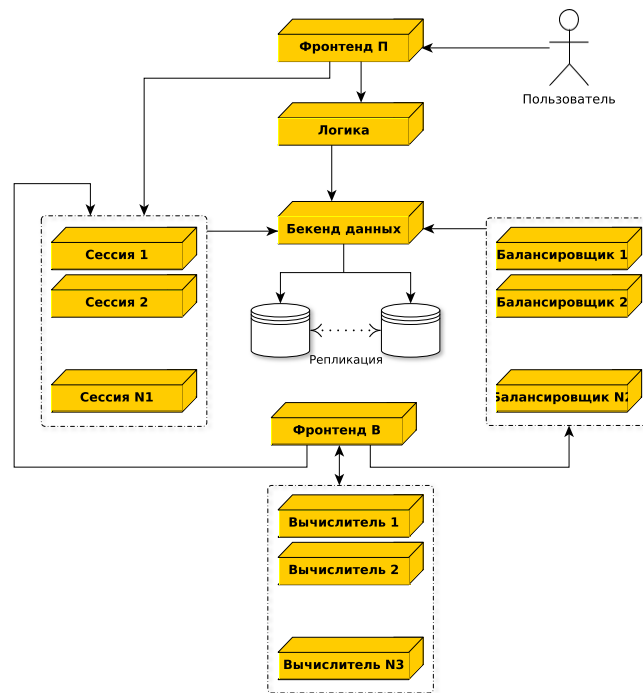 Фронтенд П
Пользователь
Логика
Бекенд данных
Сессия 1
Сессия 2
Сессия N1
Балансировщик 1
Балансировщик 2
Балансировщик N2
Репликация
Фронтенд В
Вычислитель 1
Вычислитель 2
Вычислитель N3